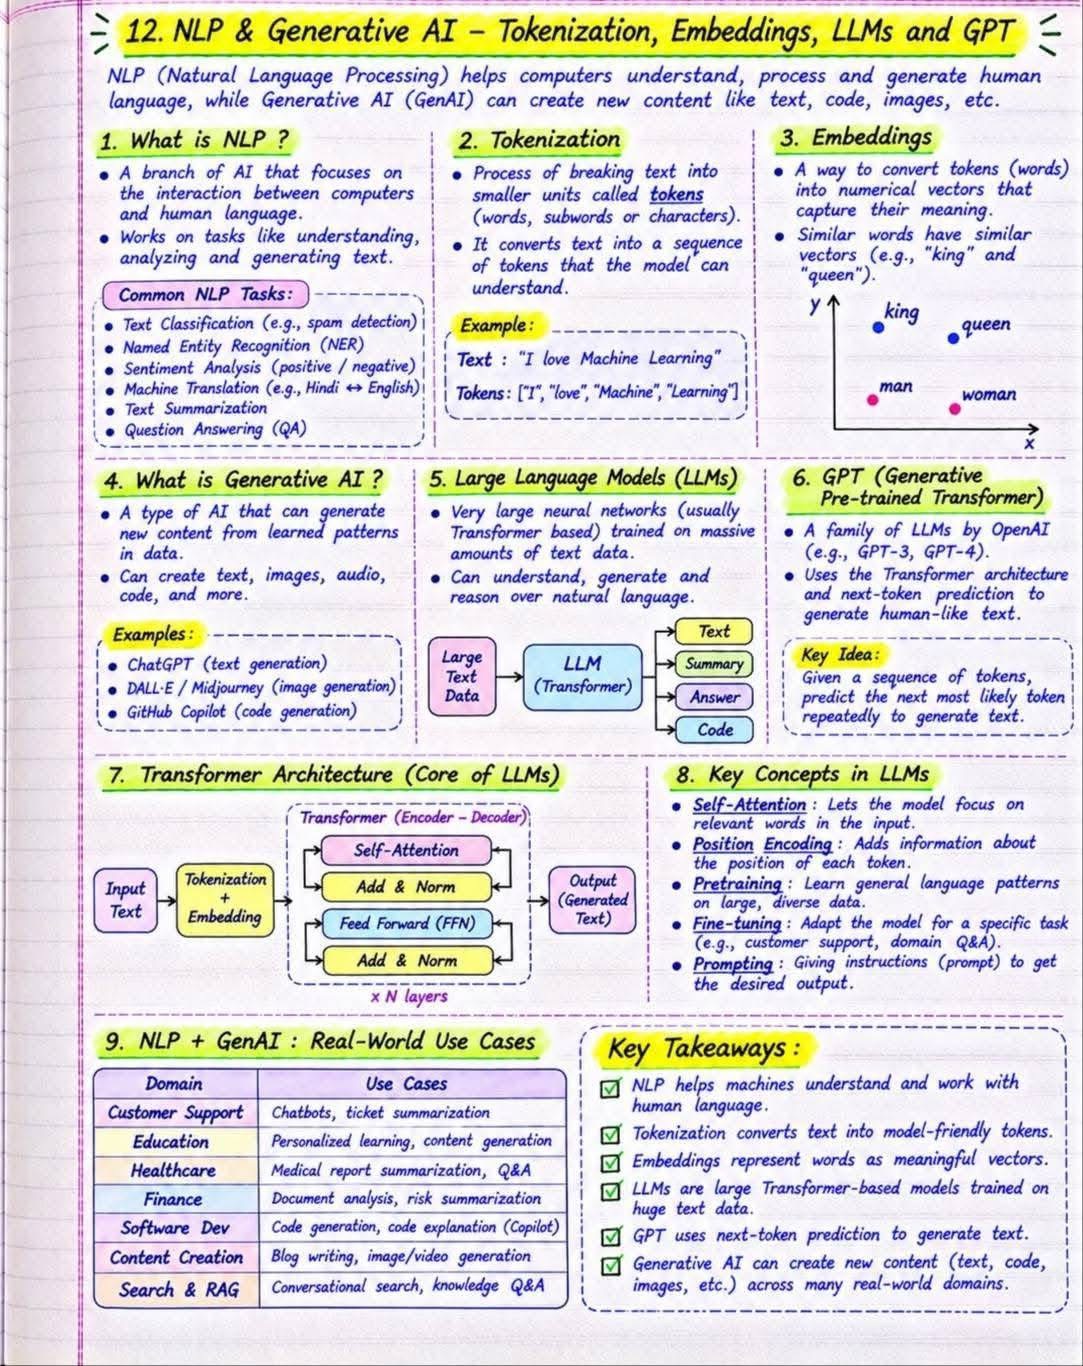 12. NLP & Generative AI – Tokenization, Embeddings, LLMs and GPT
NLP (Natural Language Processing) helps computers understand, process and generate human
language, while Generative AI (GenAI) can create new content like text, code, images, etc.
1. What is NLP ?
• A branch of AI that focuses on
the interaction between computers
and human language.
• Works on tasks like understanding,
analyzing and generating text.
Common NLP Tasks:
• Text Classification (e.g., spam detection)
• Named Entity Recognition (NER)
• Sentiment Analysis (positive / negative)
• Machine Translation (e.g., Hindi ↔ English)
• Text Summarization
• Question Answering (QA)
2. Tokenization
• Process of breaking text into
smaller units called tokens
(words, subwords or characters).
• It converts text into a sequence
of tokens that the model can
understand.
Example:
Text : "I love Machine Learning"
Tokens: ["I", "love", "Machine", "Learning"]
3. Embeddings
• A way to convert tokens (words)
into numerical vectors that
capture their meaning.
• Similar words have similar
vectors (e.g., "king" and
"queen").
y
king
queen
man
woman
x
4. What is Generative AI ?
• A type of AI that can generate
new content from learned patterns
in data.
• Can create text, images, audio,
code, and more.
Examples:
• ChatGPT (text generation)
• DALL·E / Midjourney (image generation)
• GitHub Copilot (code generation)
5. Large Language Models (LLMs)
• Very large neural networks (usually
Transformer based) trained on massive
amounts of text data.
• Can understand, generate and
reason over natural language.
Large
Text
Data
LLM
(Transformer)
Text
Summary
Answer
Code
6. GPT (Generative
Pre-trained Transformer)
• A family of LLMs by OpenAI
(e.g., GPT-3, GPT-4).
• Uses the Transformer architecture
and next-token prediction to
generate human-like text.
Key Idea:
Given a sequence of tokens,
predict the next most likely token
repeatedly to generate text.
7. Transformer Architecture (Core of LLMs)
Input
Text
Tokenization
+
Embedding
Transformer (Encoder – Decoder)
Self-Attention
Add & Norm
Feed Forward (FFN)
Add & Norm
x N layers
Output
(Generated
Text)
8. Key Concepts in LLMs
• Self-Attention : Lets the model focus on
relevant words in the input.
• Position Encoding : Adds information about
the position of each token.
• Pretraining : Learn general language patterns
on large, diverse data.
• Fine-tuning : Adapt the model for a specific task
(e.g., customer support, domain Q&A).
• Prompting : Giving instructions (prompt) to get
the desired output.
9. NLP + GenAI : Real-World Use Cases
Domain Use Cases
Customer Support Chatbots, ticket summarization
Education Personalized learning, content generation
Healthcare Medical report summarization, Q&A
Finance Document analysis, risk summarization
Software Dev Code generation, code explanation (Copilot)
Content Creation Blog writing, image/video generation
Search & RAG Conversational search, knowledge Q&A
Key Takeaways :
NLP helps machines understand and work with
human language.
Tokenization converts text into model-friendly tokens.
Embeddings represent words as meaningful vectors.
LLMs are large Transformer-based models trained on
huge text data.
GPT uses next-token prediction to generate text.
Generative AI can create new content (text, code,
images, etc.) across many real-world domains.